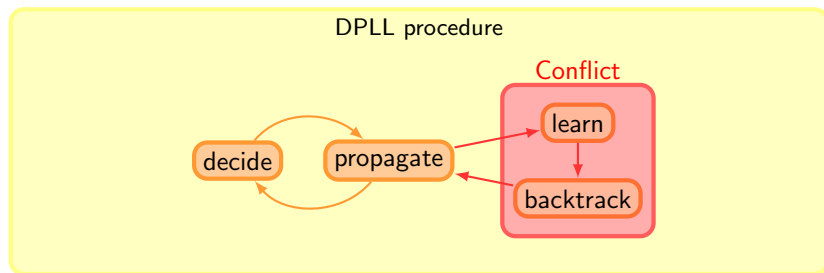 DPLL procedure
Conflict
learn
decide
propagate
backtrack